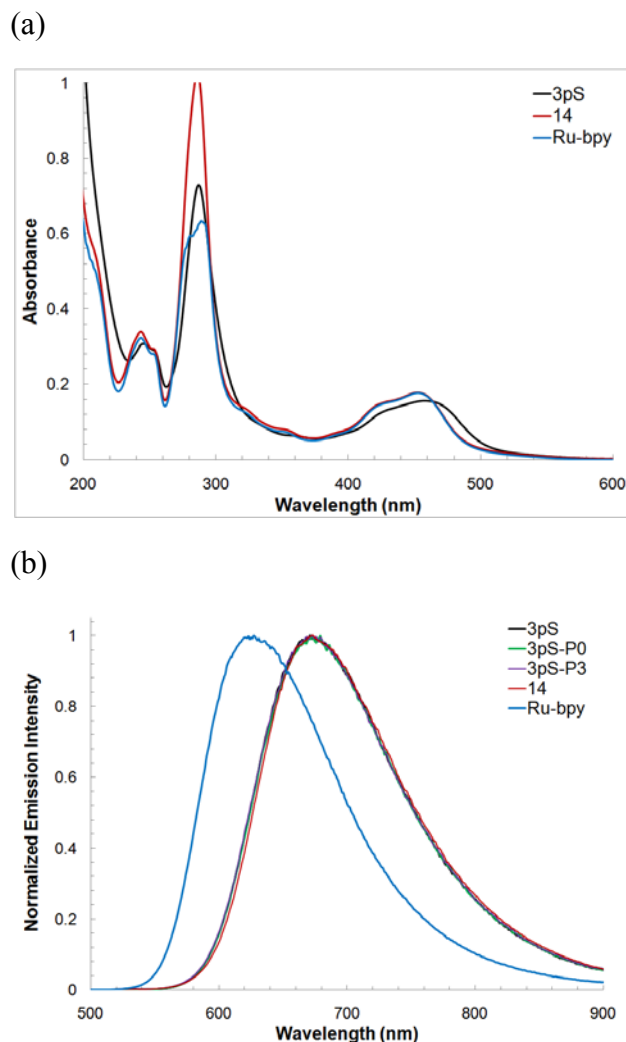 (a)
1
0.8
0.6
0.4
0.2
0
Absorbance
200 300 400 500 600
Wavelength (nm)
3pS
14
Ru-bpy
(b)
1
0.8
0.6
0.4
0.2
0
Normalized Emission Intensity
500 600 700 800 900
Wavelength (nm)
3pS
3pS-P0
3pS-P3
14
Ru-bpy